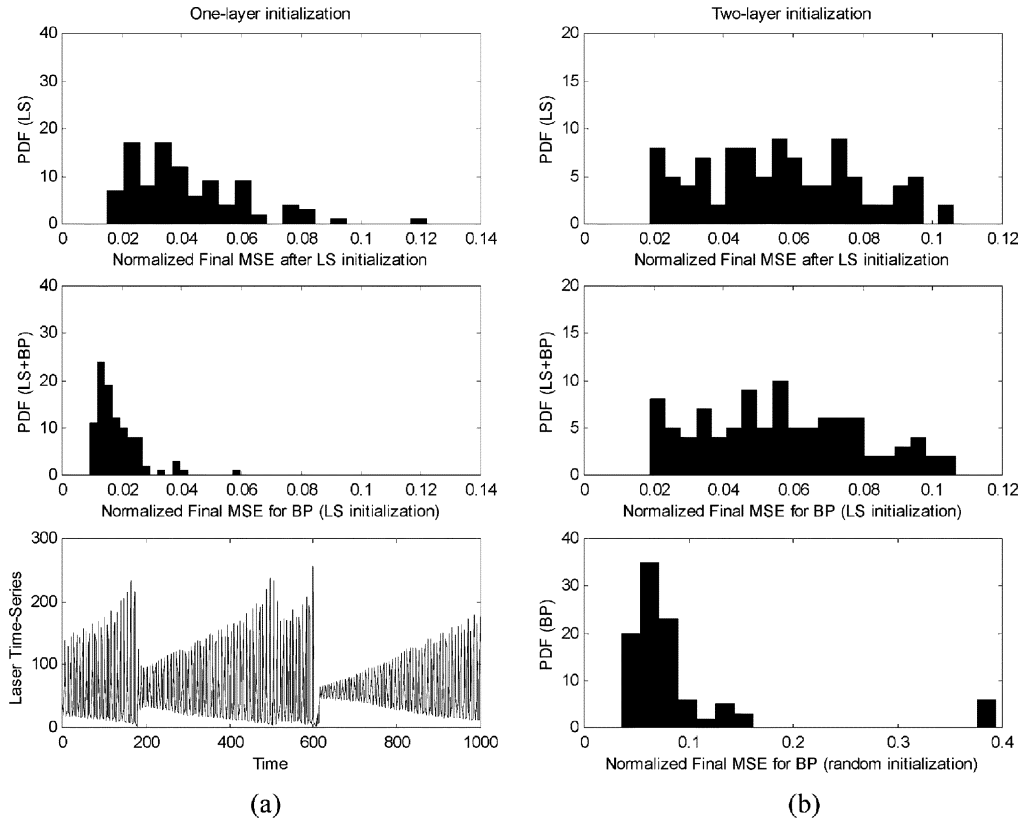 One-layer initialization
40
30
20
10
0
PDF (LS)
0 0.02 0.04 0.06 0.08 0.1 0.12 0.14
Normalized Final MSE after LS initialization
40
30
20
10
0
PDF (LS+BP)
0 0.02 0.04 0.06 0.08 0.1 0.12 0.14
Normalized Final MSE for BP (LS initialization)
300
200
100
0
Laser Time-Series
0 200 400 600 800 1000
Time
(a)
Two-layer initialization
20
15
10
5
0
PDF (LS)
0 0.02 0.04 0.06 0.08 0.1 0.12
Normalized Final MSE after LS initialization
20
15
10
5
0
PDF (LS+BP)
0 0.02 0.04 0.06 0.08 0.1 0.12
Normalized Final MSE for BP (LS initialization)
40
30
20
10
0
PDF (BP)
0 0.1 0.2 0.3 0.4
Normalized Final MSE for BP (random initialization)
(b)